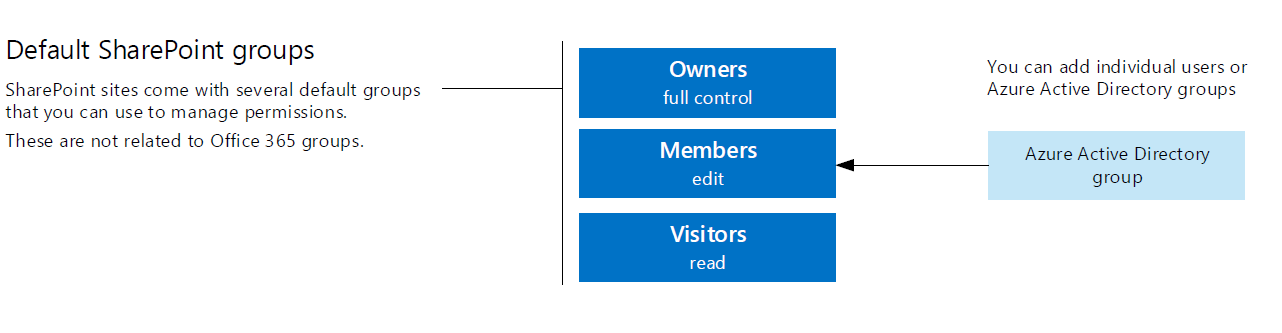 Default SharePoint groups
SharePoint sites come with several default groups
that you can use to manage permissions.
These are not related to Office 365 groups.
Owners
full control
Members
edit
Visitors
read
You can add individual users or
Azure Active Directory groups
Azure Active Directory
group